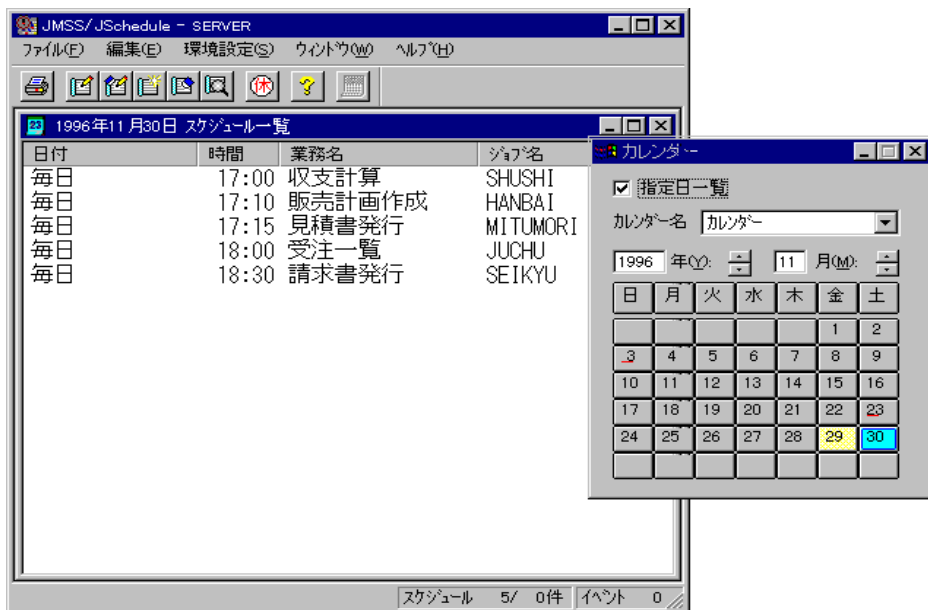 JMSS/JSchedule - SERVER
ファイル(F) 編集(E) 環境設定(S) ウィンドウ(W) ヘルプ(H)
休
23 1996年11月30日 スケジュール一覧
日付 時間 業務名 ジョブ名
毎日 17:00 収支計算 SHUSHI
毎日 17:10 販売計画作成 HANBAI
毎日 17:15 見積書発行 MITUMORI
毎日 18:00 受注一覧 JUCHU
毎日 18:30 請求書発行 SEIKYU
スケジュール 5/ 0件 イベント 0
カレンダー
指定日一覧
カレンダー名 カレンダー
1996 年(Y): 11 月(M):
日 月 火 水 木 金 土
1 2
3 4 5 6 7 8 9
10 11 12 13 14 15 16
17 18 19 20 21 22 23
24 25 26 27 28 29 30